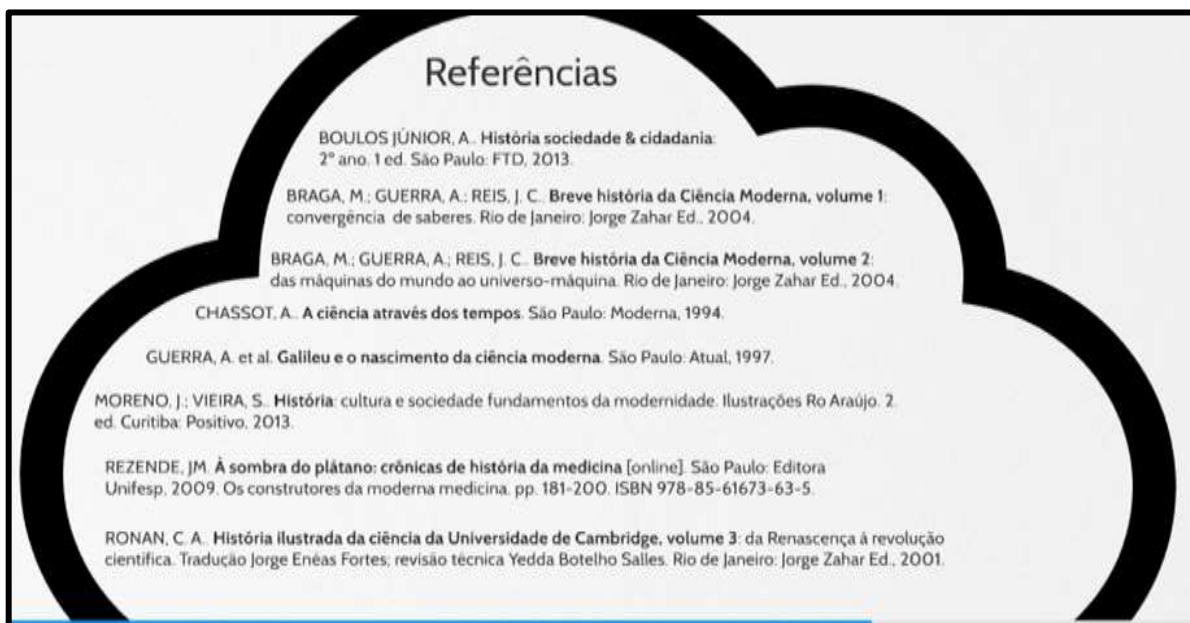 Referências
BOULOS JÚNIOR, A.. História sociedade & cidadania:
2º ano. 1 ed. São Paulo: FTD, 2013.
BRAGA, M.; GUERRA, A.; REIS, J. C.. Breve história da Ciência Moderna, volume 1:
convergência de saberes. Rio de Janeiro: Jorge Zahar Ed., 2004.
BRAGA, M.; GUERRA, A.; REIS, J. C.. Breve história da Ciência Moderna, volume 2:
das máquinas do mundo ao universo-máquina. Rio de Janeiro: Jorge Zahar Ed., 2004.
CHASSOT, A.. A ciência através dos tempos. São Paulo: Moderna, 1994.
GUERRA, A. et al. Galileu e o nascimento da ciência moderna. São Paulo: Atual, 1997.
MORENO, J.; VIEIRA, S.. História: cultura e sociedade fundamentos da modernidade. Ilustrações Ro Araújo. 2.
ed. Curitiba: Positivo, 2013.
REZENDE, JM. À sombra do plátano: crônicas de história da medicina [online]. São Paulo: Editora
Unifesp, 2009. Os construtores da moderna medicina. pp. 181-200. ISBN 978-85-61673-63-5.
RONAN, C. A.. História ilustrada da ciência da Universidade de Cambridge, volume 3: da Renascença à revolução
científica. Tradução Jorge Enéas Fortes; revisão técnica Yedda Botelho Salles. Rio de Janeiro: Jorge Zahar Ed., 2001.